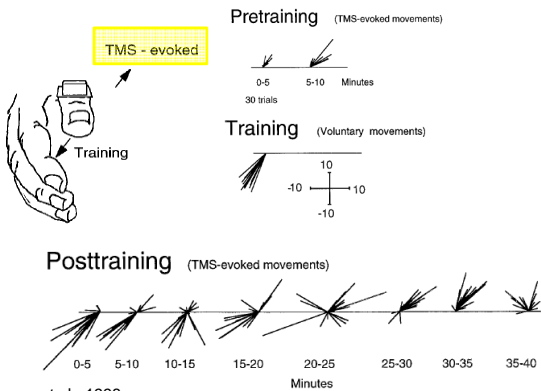 Pretraining (TMS-evoked movements)
TMS - evoked
0-5 5-10 Minutes
30 trials
Training (Voluntary movements)
Training
10
-10 10
-10
Posttraining (TMS-evoked movements)
0-5 5-10 10-15 15-20 20-25 25-30 30-35 35-40
Minutes